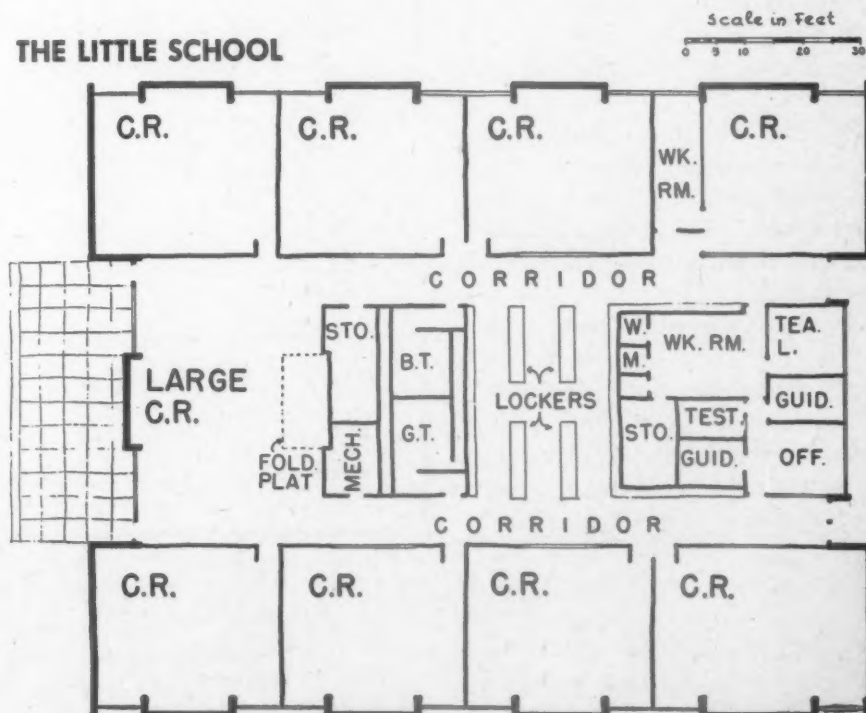 Scale in Feet
0 5 10 20 30
THE LITTLE SCHOOL
C.R. C.R. C.R. C.R.
WK.
RM.
CORRIDOR
STO. W. TEA.
L.
B.T. M. WK. RM.
LARGE
C.R.
LOCKERS GUID.
G.T. STO. TEST.
MECH. GUID. OFF.
FOLD.
PLAT
CORRIDOR
C.R. C.R. C.R. C.R.